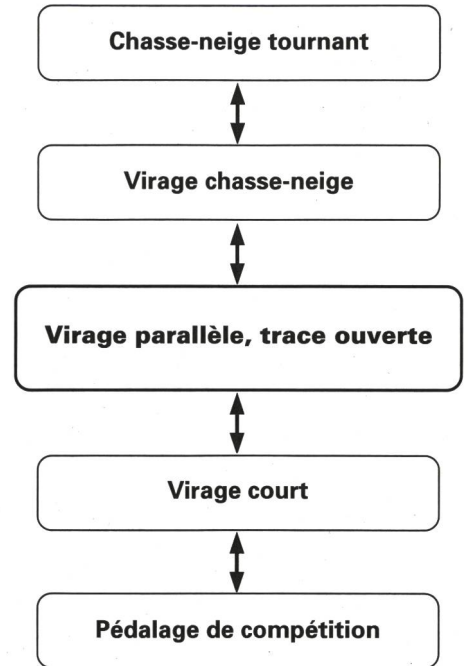 Chasse-neige tournant
Virage chasse-neige
Virage parallèle, trace ouverte
Virage court
Pédalage de compétition